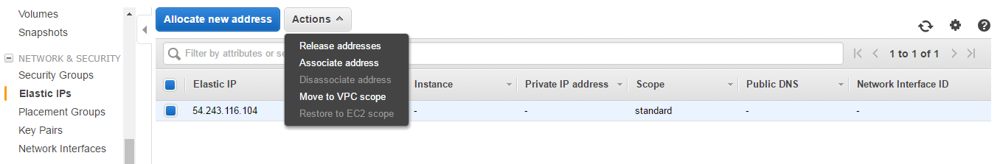 Volumes
Snapshots
NETWORK & SECURITY
Security Groups
Elastic IPs
Placement Groups
Key Pairs
Network Interfaces
Allocate new address Actions
Release addresses
Associate address
Disassociate address
Move to VPC scope
Restore to EC2 scope
Filter by attributes or se
1 to 1 of 1
Elastic IP Instance Private IP address Scope Public DNS Network Interface ID
54.243.116.104 - - standard - -